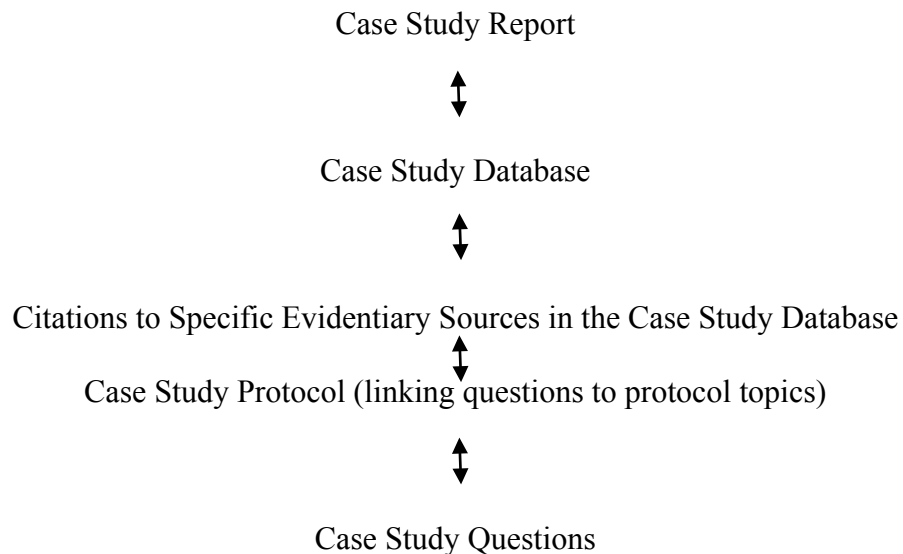 Case Study Report
Case Study Database
Citations to Specific Evidentiary Sources in the Case Study Database
Case Study Protocol (linking questions to protocol topics)
Case Study Questions